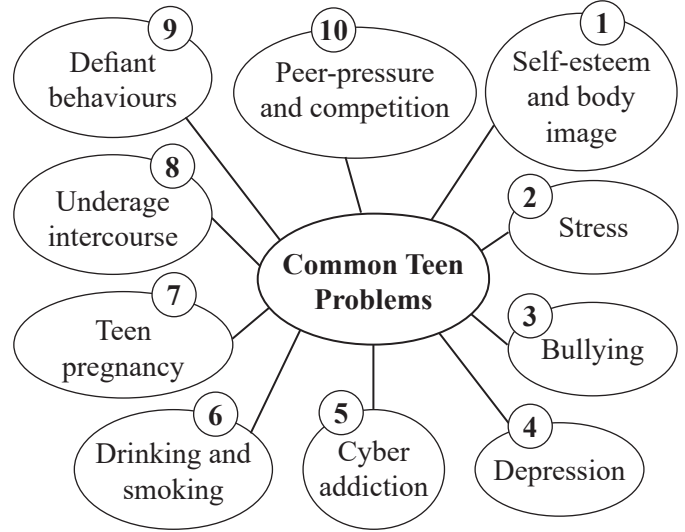 Common Teen
Problems
1
Self-esteem
and body
image
2
Stress
3
Bullying
4
Depression
5
Cyber
addiction
6
Drinking and
smoking
7
Teen
pregnancy
8
Underage
intercourse
9
Defiant
behaviours
10
Peer-pressure
and competition